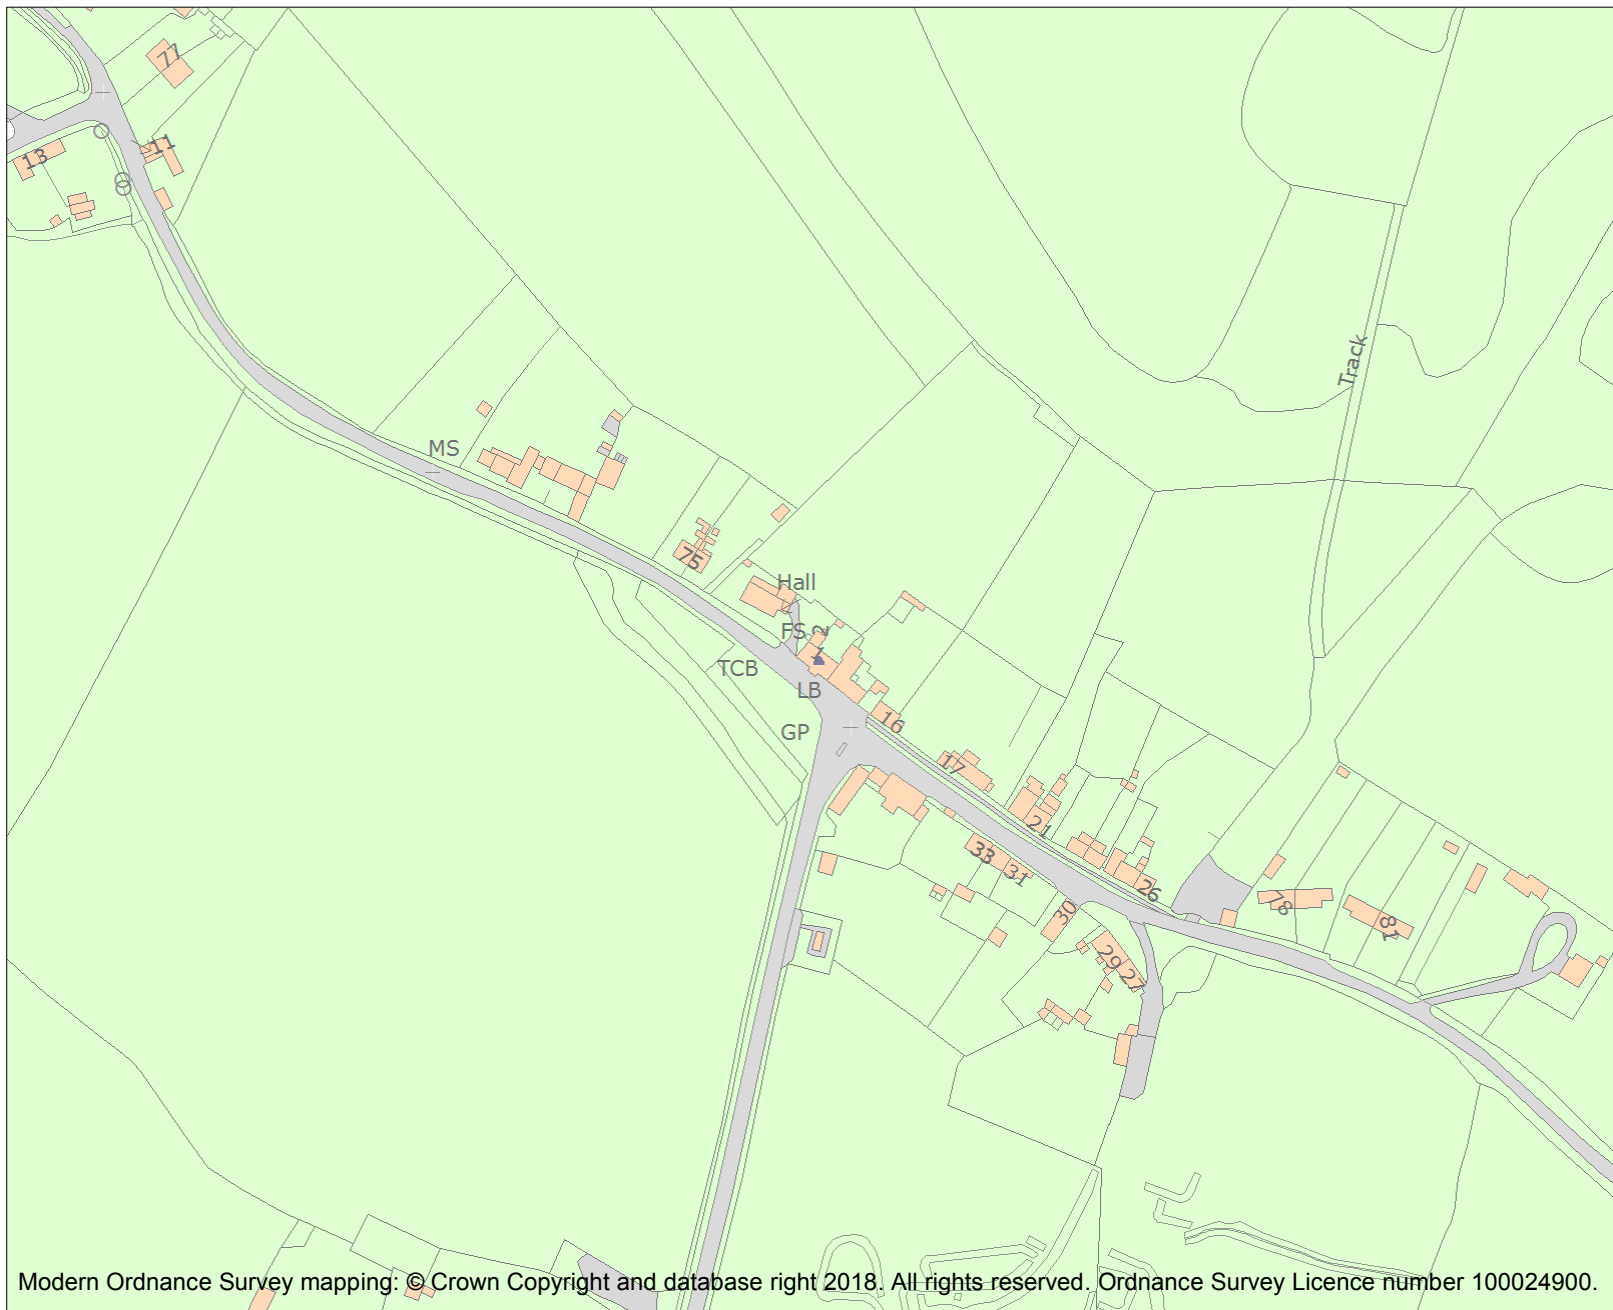 77
11
13
MS
Track
75
Hall
FS
2
1
TCB
LB
GP
16
17
21
33
31
26
30
78
81
29
27
Modern Ordnance Survey mapping: © Crown Copyright and database right 2018. All rights reserved. Ordnance Survey Licence number 100024900.